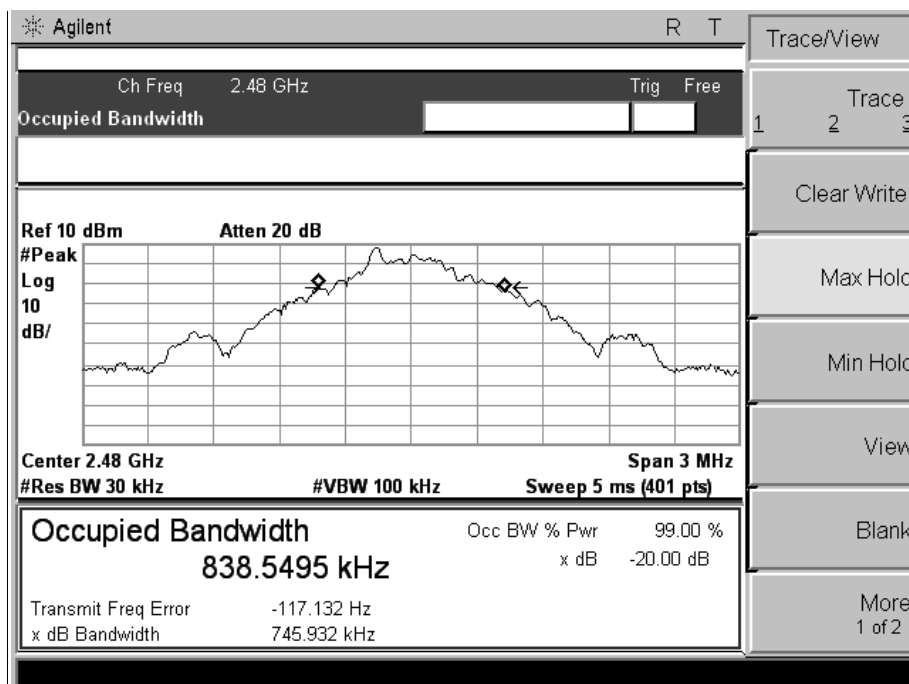 Agilent R T
Trace/View
Ch Freq 2.48 GHz Trig Free
Occupied Bandwidth
Trace
1 2 3
Clear Write
Max Hold
Min Hold
View
Blank
More
1 of 2
Ref 10 dBm Atten 20 dB
#Peak
Log
10
dB/
Center 2.48 GHz Span 3 MHz
#Res BW 30 kHz #VBW 100 kHz Sweep 5 ms (401 pts)
Occupied Bandwidth
838.5495 kHz
Occ BW % Pwr 99.00 %
x dB -20.00 dB
Transmit Freq Error -117.132 Hz
x dB Bandwidth 745.932 kHz